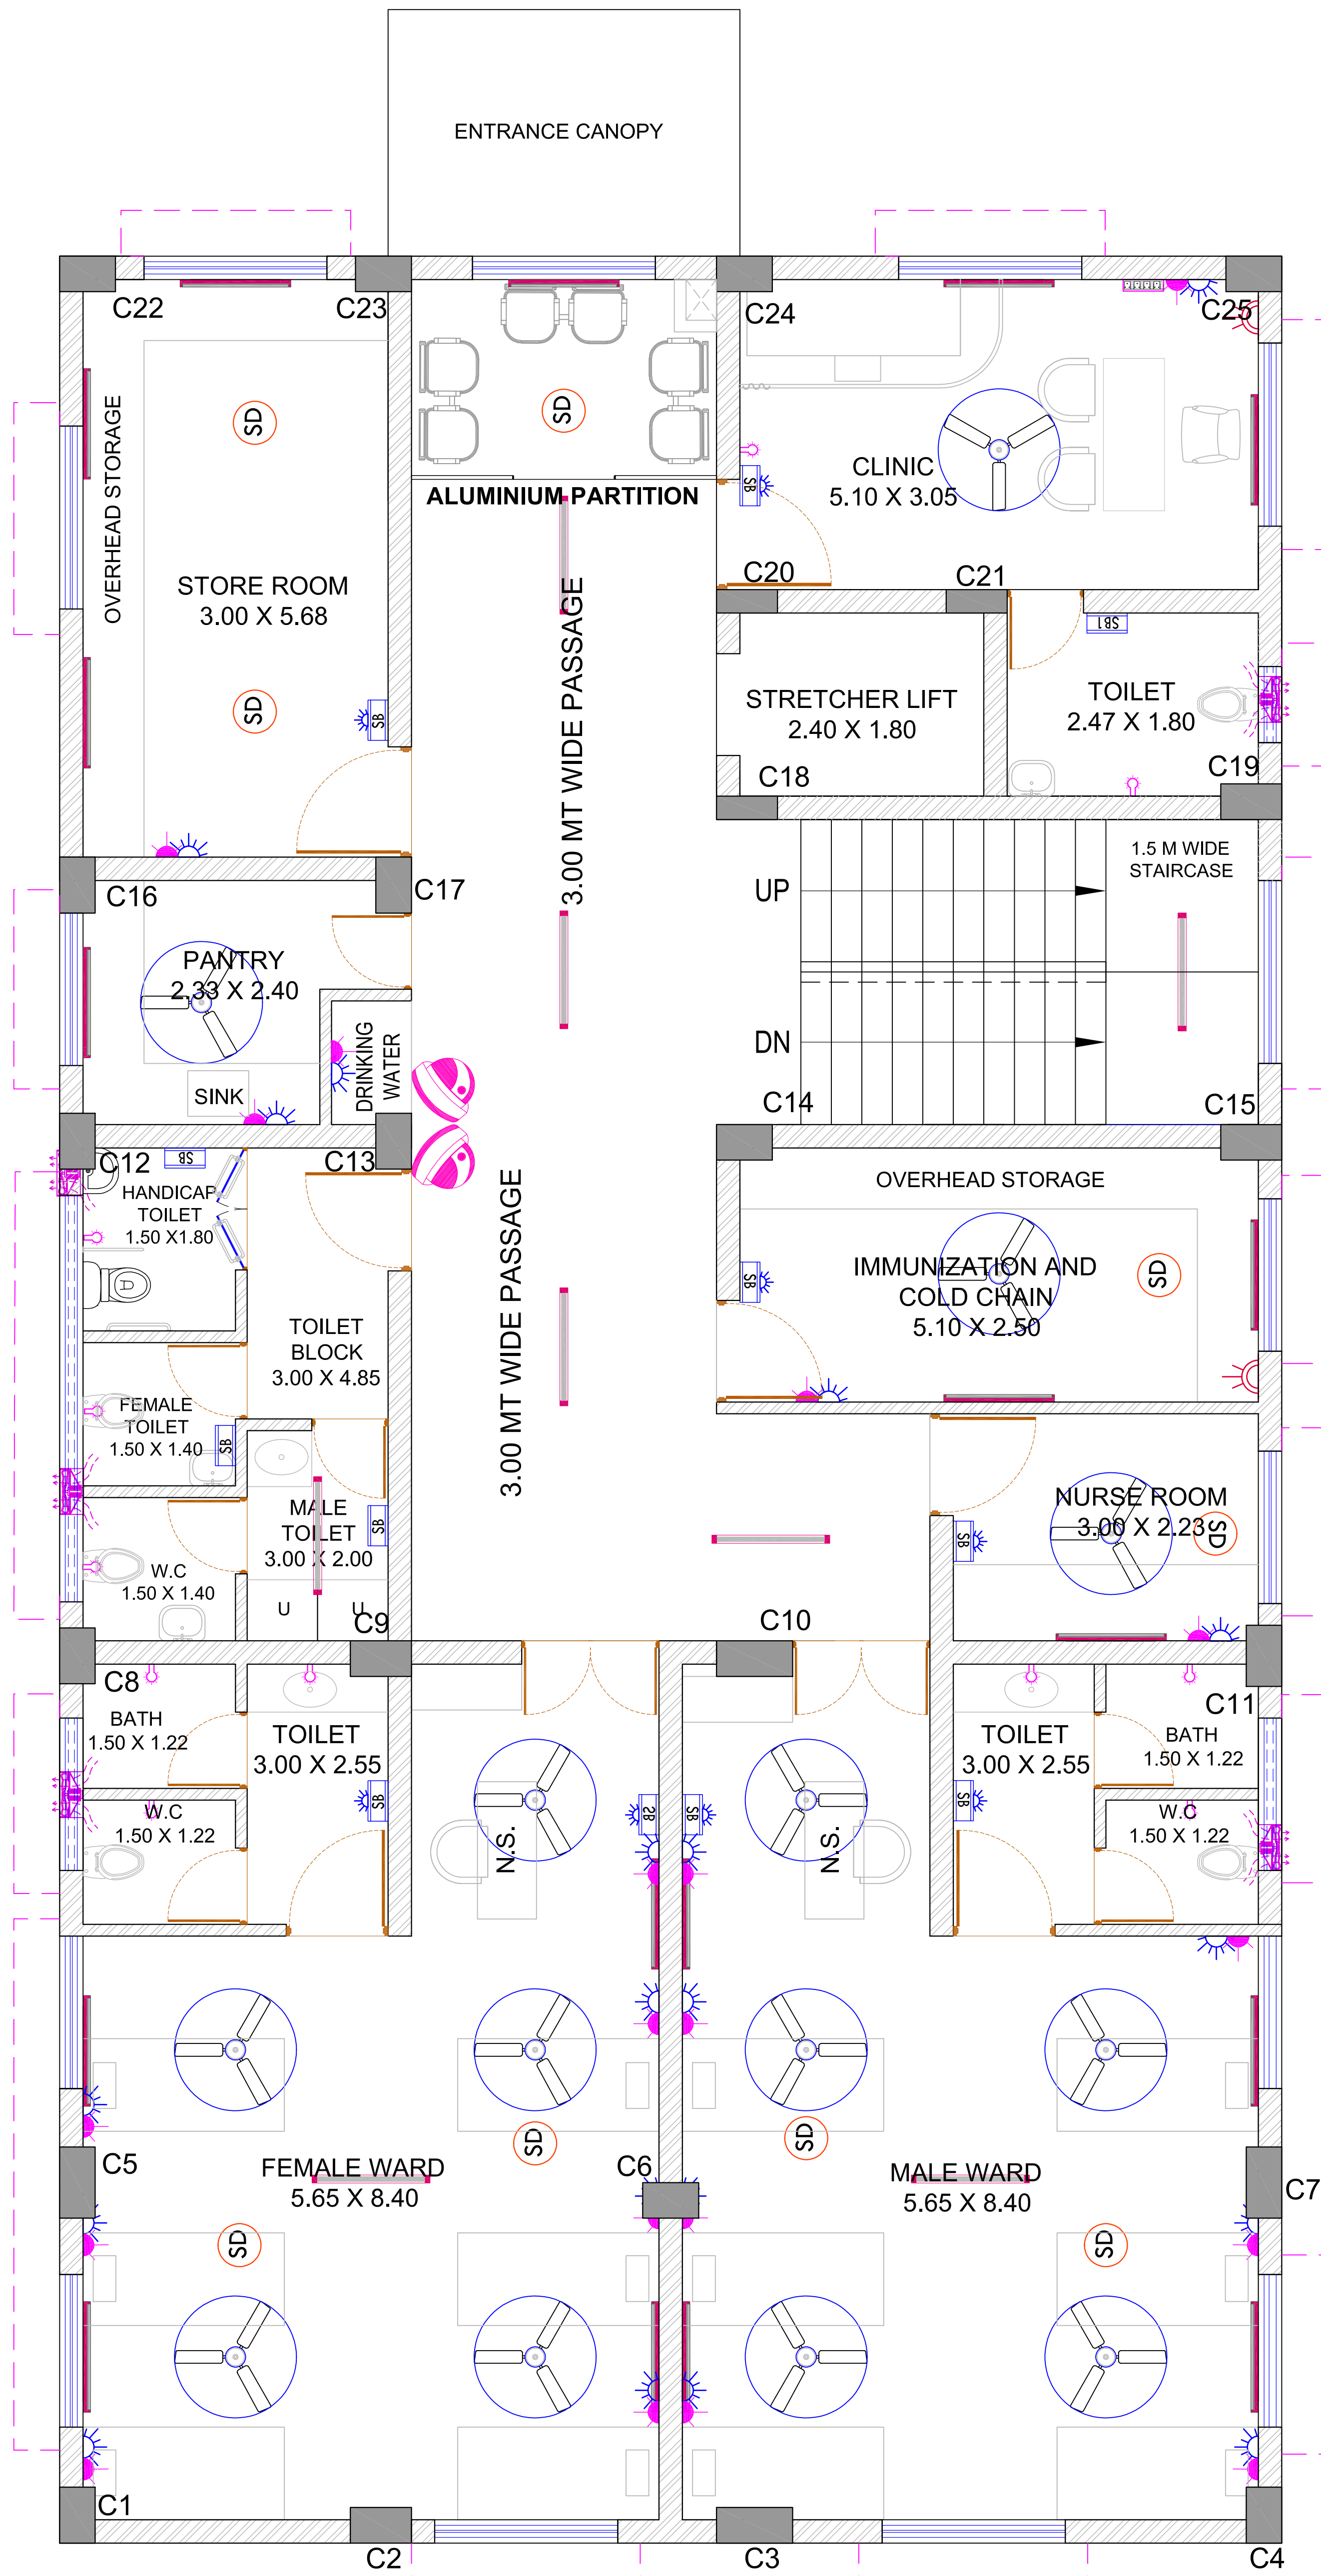 ENTRANCE CANOPY
C22
C23
C24
C25
OVERHEAD STORAGE
SD
SD
ALUMINIUM PARTITION
SB
CLINIC
5.10 X 3.05
STORE ROOM
3.00 X 5.68
3.00 MT WIDE PASSAGE
C20
C21
SB1
SD
SB
STRETCHER LIFT
2.40 X 1.80
TOILET
2.47 X 1.80
C18
C19
1.5 M WIDE
STAIRCASE
C16
C17
UP
PANTRY
2.33 X 2.40
DRINKING
WATER
DN
SINK
C14
C15
C12
SB
C13
HANDICAP
TOILET
1.50 X1.80
OVERHEAD STORAGE
3.00 MT WIDE PASSAGE
SB
IMMUNIZATION AND
COLD CHAIN
5.10 X 2.50
SD
TOILET
BLOCK
3.00 X 4.85
FEMALE
TOILET
1.50 X 1.40
SB
MALE
TOILET
3.00 X 2.00
SB
SB
NURSE ROOM
3.00 X 2.23
SD
W.C
1.50 X 1.40
U
U
C9
C10
C8
C11
BATH
1.50 X 1.22
TOILET
3.00 X 2.55
TOILET
3.00 X 2.55
BATH
1.50 X 1.22
SB
2B
SB
SB
W.C
1.50 X 1.22
N.S.
N.S.
W.C
1.50 X 1.22
SD
SD
C5
FEMALE WARD
5.65 X 8.40
C6
MALE WARD
5.65 X 8.40
C7
SD
SD
C1
C2
C3
C4